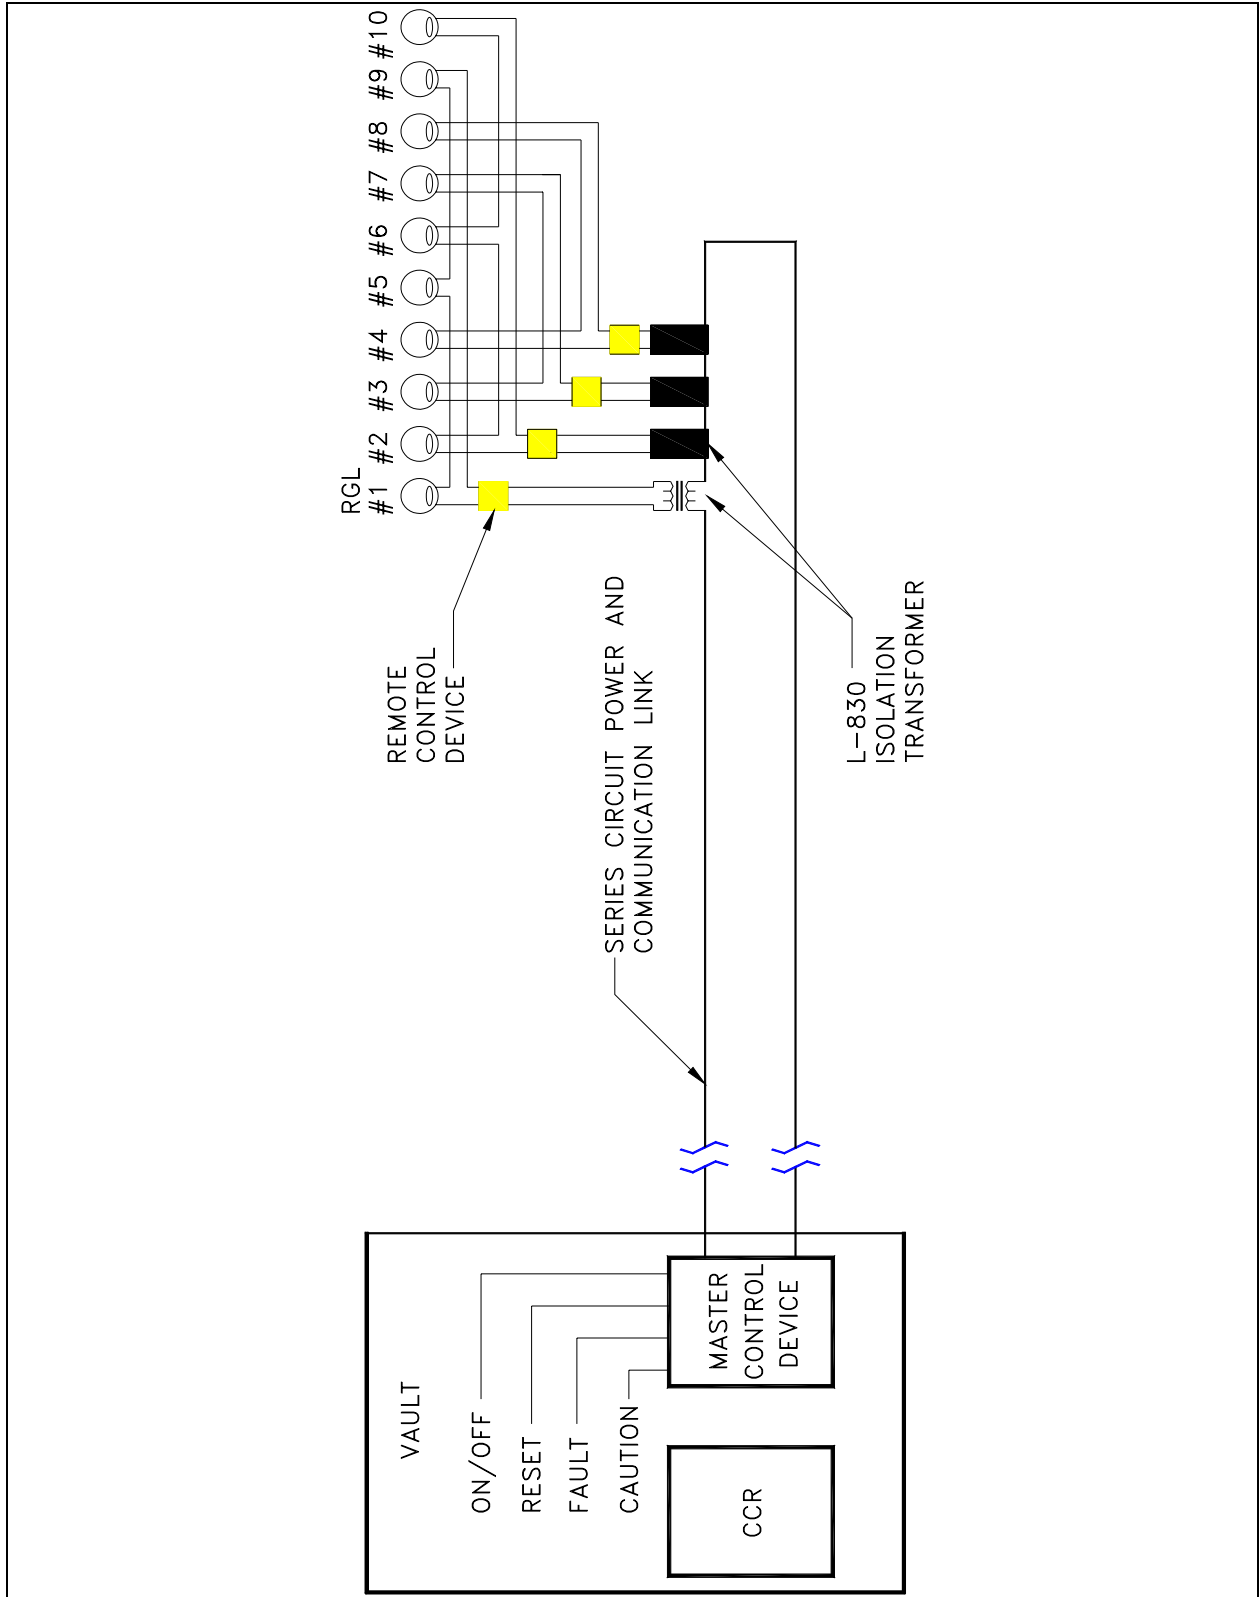 VAULT
ON/OFF
RESET
FAULT
CAUTION
CCR
MASTER
CONTROL
DEVICE
SERIES CIRCUIT POWER AND
COMMUNICATION LINK
REMOTE
CONTROL
DEVICE
L-830
ISOLATION
TRANSFORMER
RGL
#1 #2 #3 #4 #5 #6 #7 #8 #9 #10